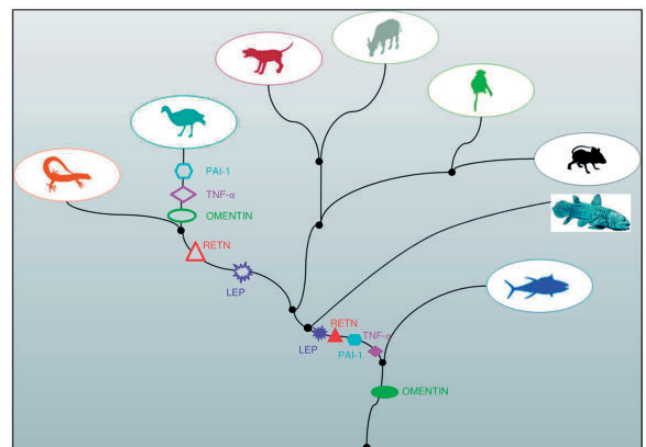 PAI-1
TNF-α
OMENTIN
RETN
LEP
RETN
TNF-α
LEP
PAI-1
OMENTIN